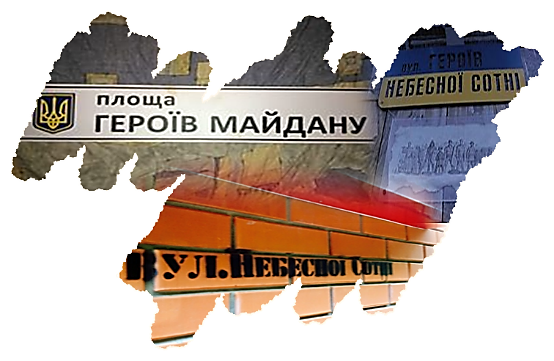 площа
ГЕРОЇВ МАЙДАНУ
вул. ГЕРОЇВ
НЕБЕСНОЇ СОТНІ
ВУЛ. НЕБЕСНОЇ СОТНІ